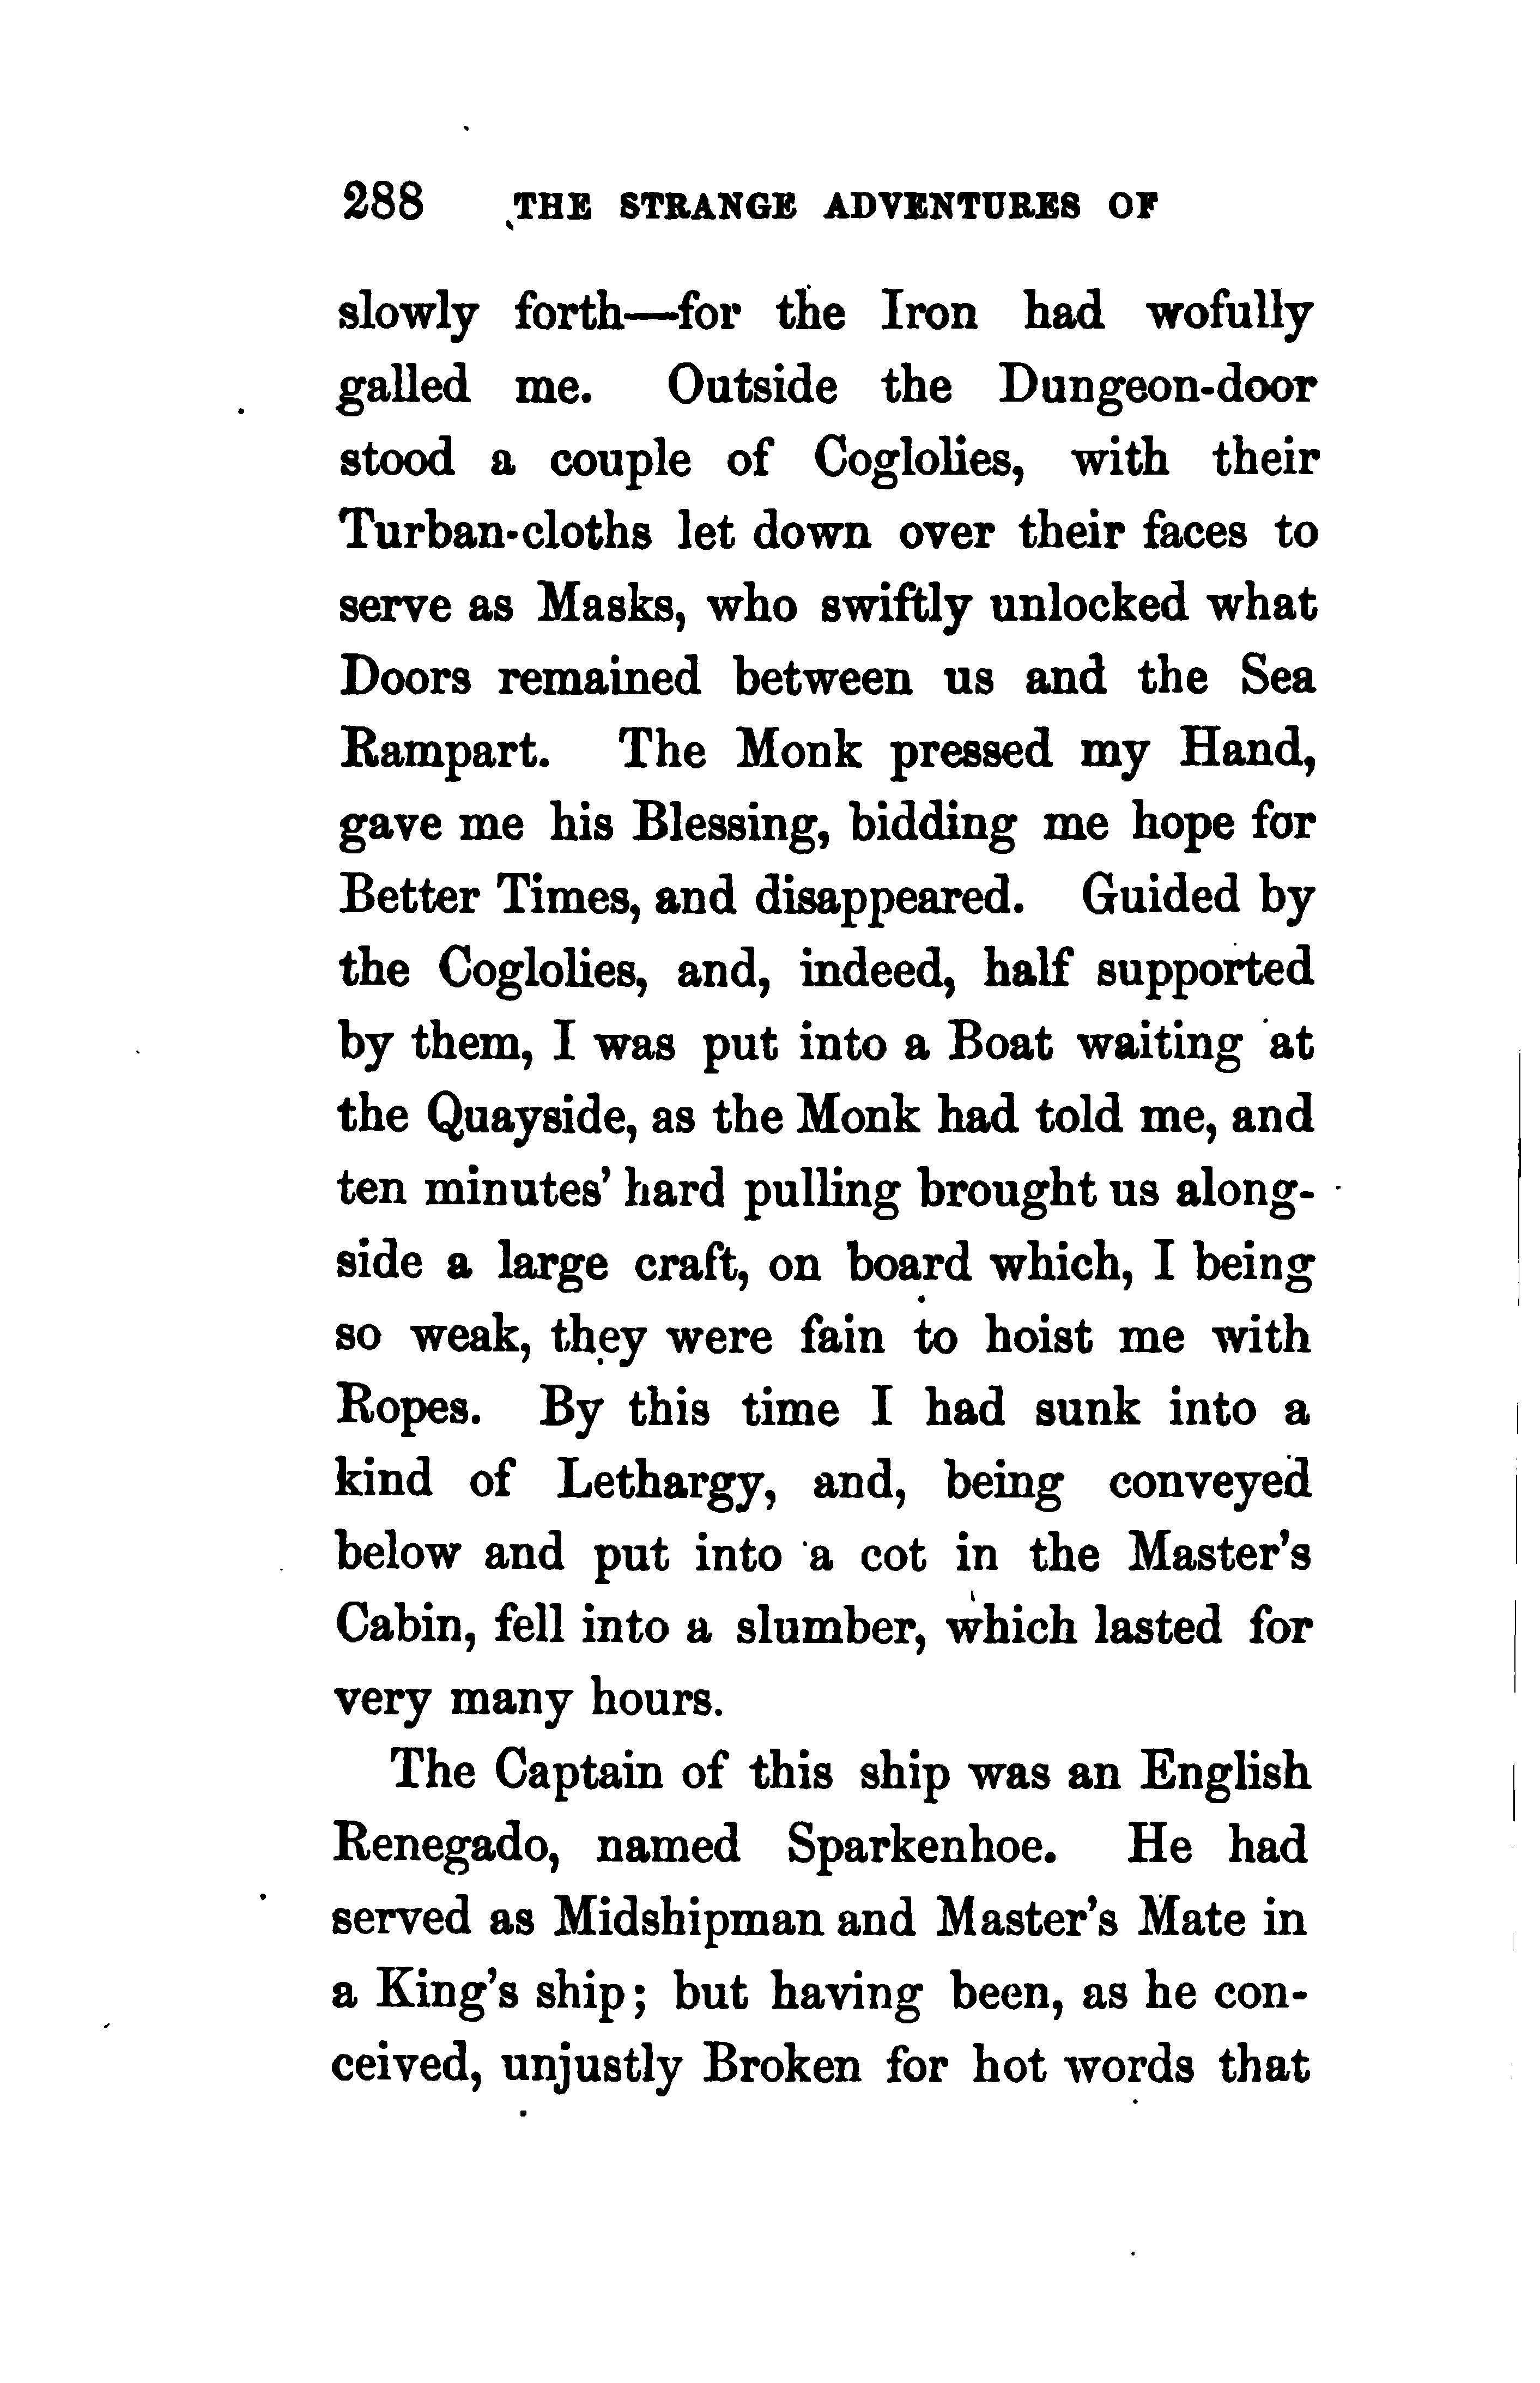 288 THE STRANGE ADVENTURES OF
slowly forth—for the Iron had wofully
galled me. Outside the Dungeon-door
stood a couple of Coglolies, with their
Turban-cloths let down over their faces to
serve as Masks, who swiftly unlocked what
Doors remained between us and the Sea
Rampart. The Monk pressed my Hand,
gave me his Blessing, bidding me hope for
Better Times, and disappeared. Guided by
the Coglolies, and, indeed, half supported
by them, I was put into a Boat waiting at
the Quayside, as the Monk had told me, and
ten minutes' hard pulling brought us along-
side a large craft, on board which, I being
so weak, they were fain to hoist me with
Ropes. By this time I had sunk into a
kind of Lethargy, and, being conveyed
below and put into a cot in the Master's
Cabin, fell into a slumber, which lasted for
very many hours.
The Captain of this ship was an English
Renegado, named Sparkenhoe. He had
served as Midshipman and Master's Mate in
a King's ship; but having been, as he con-
ceived, unjustly Broken for hot words that